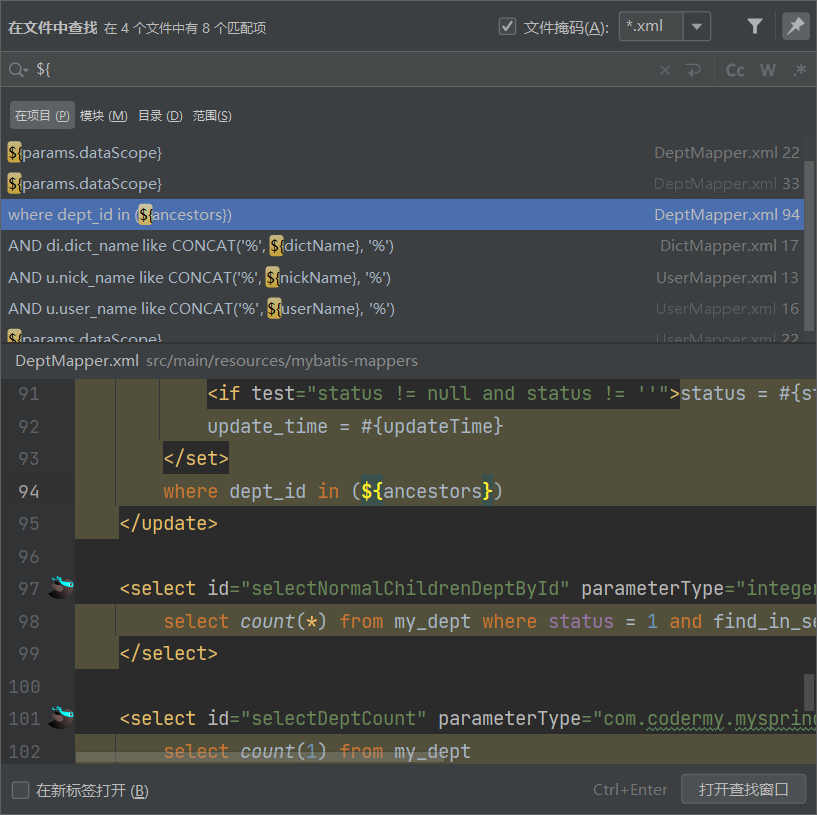 在文件中查找 在 4 个文件中有 8 个匹配项 文件掩码(A): *.xml
${ Cc W .*
在项目 (P) 模块 (M) 目录 (D) 范围(S)
${params.dataScope} DeptMapper.xml 22
${params.dataScope} DeptMapper.xml 33
where dept_id in (${ancestors}) DeptMapper.xml 94
AND di.dict_name like CONCAT('%', ${dictName}, '%') DictMapper.xml 17
AND u.nick_name like CONCAT('%', ${nickName}, '%') UserMapper.xml 13
AND u.user_name like CONCAT('%', ${userName}, '%') UserMapper.xml 16
${params.dataScope} UserMapper.xml 22
DeptMapper.xml src/main/resources/mybatis-mappers
91 <if test="status != null and status != ''">status = #{st
92 update_time = #{updateTime}
93 </set>
94 where dept_id in (${ancestors})
95 </update>
96
97 <select id="selectNormalChildrenDeptById" parameterType="integer
98 select count(*) from my_dept where status = 1 and find_in_se
99 </select>
100
101 <select id="selectDeptCount" parameterType="com.codermy.myspring
102 select count(1) from my_dept
在新标签打开 (B) Ctrl+Enter 打开查找窗口